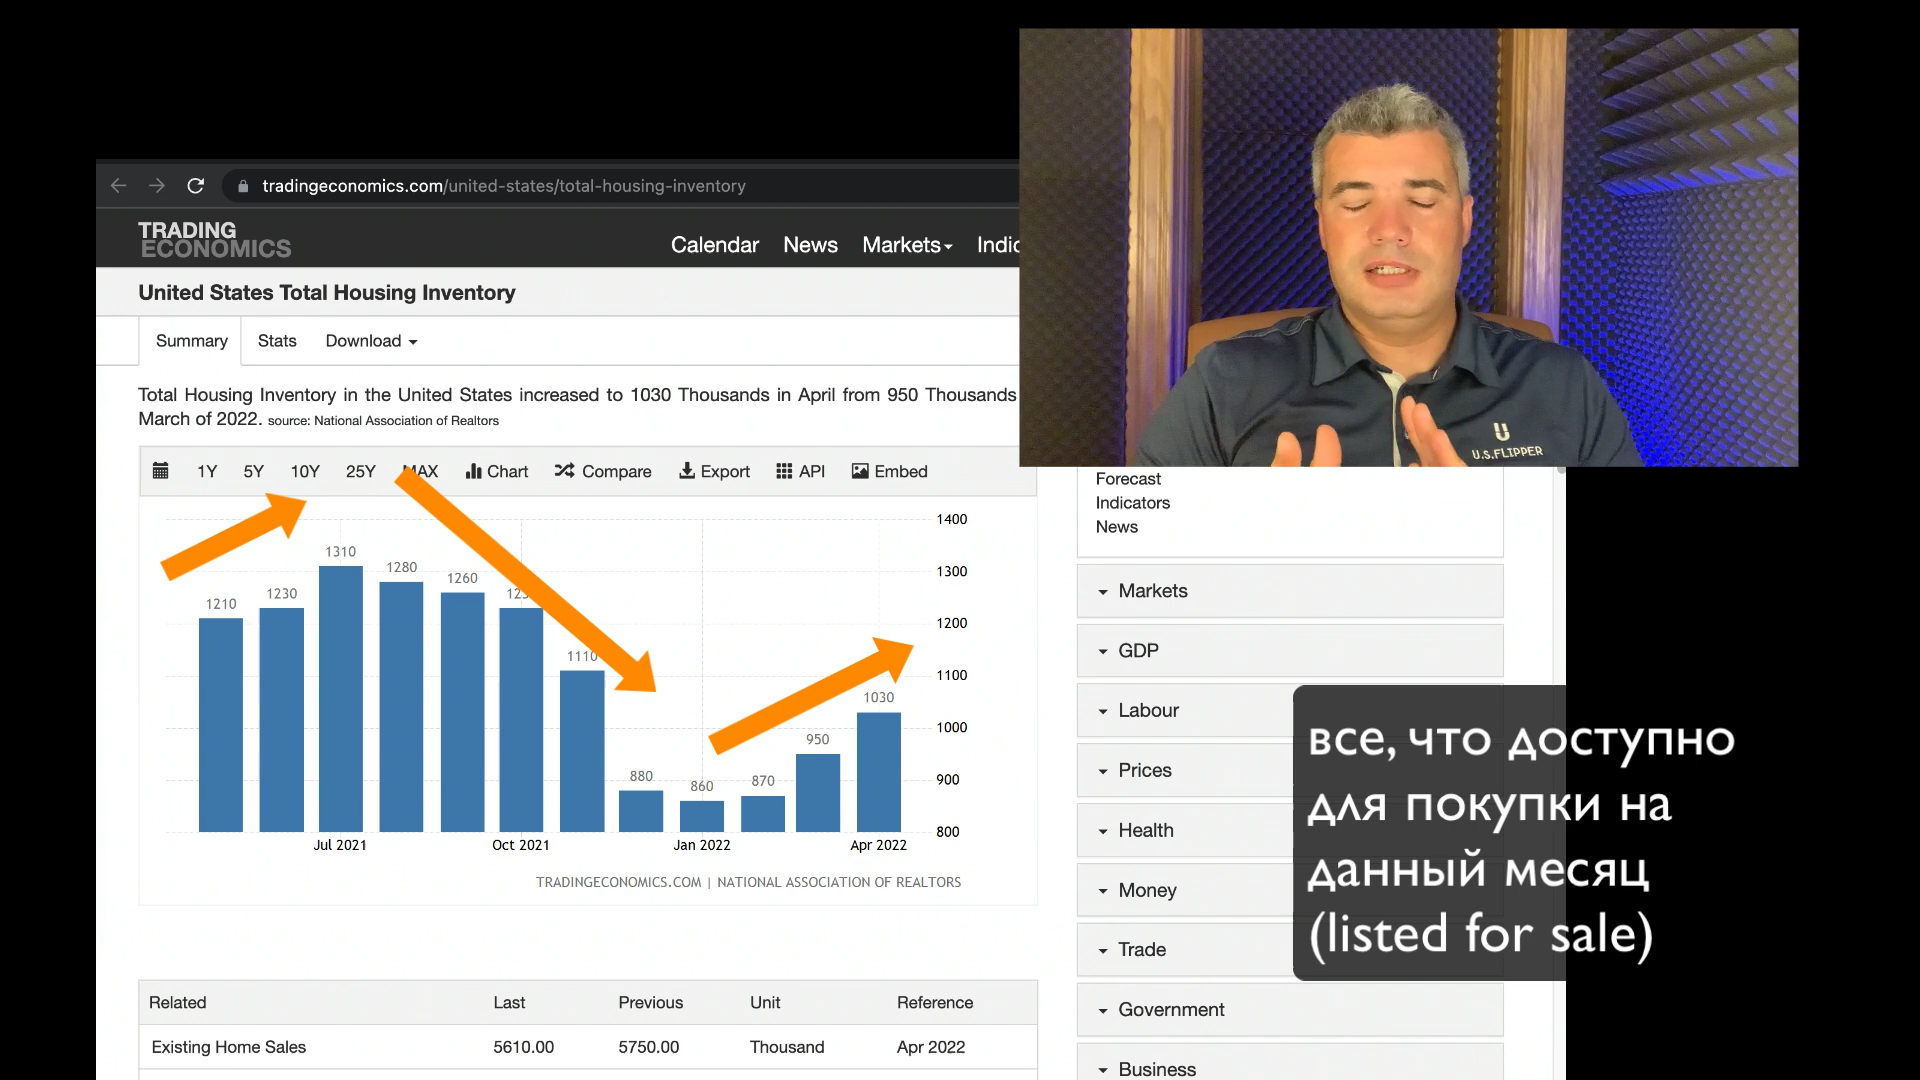 tradingeconomics.com/united-states/total-housing-inventory
TRADING
ECONOMICS
Calendar News Markets
United States Total Housing Inventory
Summary Stats Download
Total Housing Inventory in the United States increased to 1030 Thousands in April from 950 Thousands
March of 2022. source: National Association of Realtors
1Y 5Y 10Y 25Y MAX Chart Compare Export API Embed
1400
1300
1200
1100
1000
900
800
1210
1230
1310
1280
1260
1110
880
860
870
950
1030
Jul 2021
Oct 2021
Jan 2022
Apr 2022
TRADINGECONOMICS.COM | NATIONAL ASSOCIATION OF REALTORS
Related Last Previous Unit Reference
Existing Home Sales 5610.00 5750.00 Thousand Apr 2022
U
U.S.FLIPPER
Forecast
Indicators
News
Markets
GDP
Labour
Prices
Health
Money
Trade
Government
Business
все, что доступно
для покупки на
данный месяц
(listed for sale)